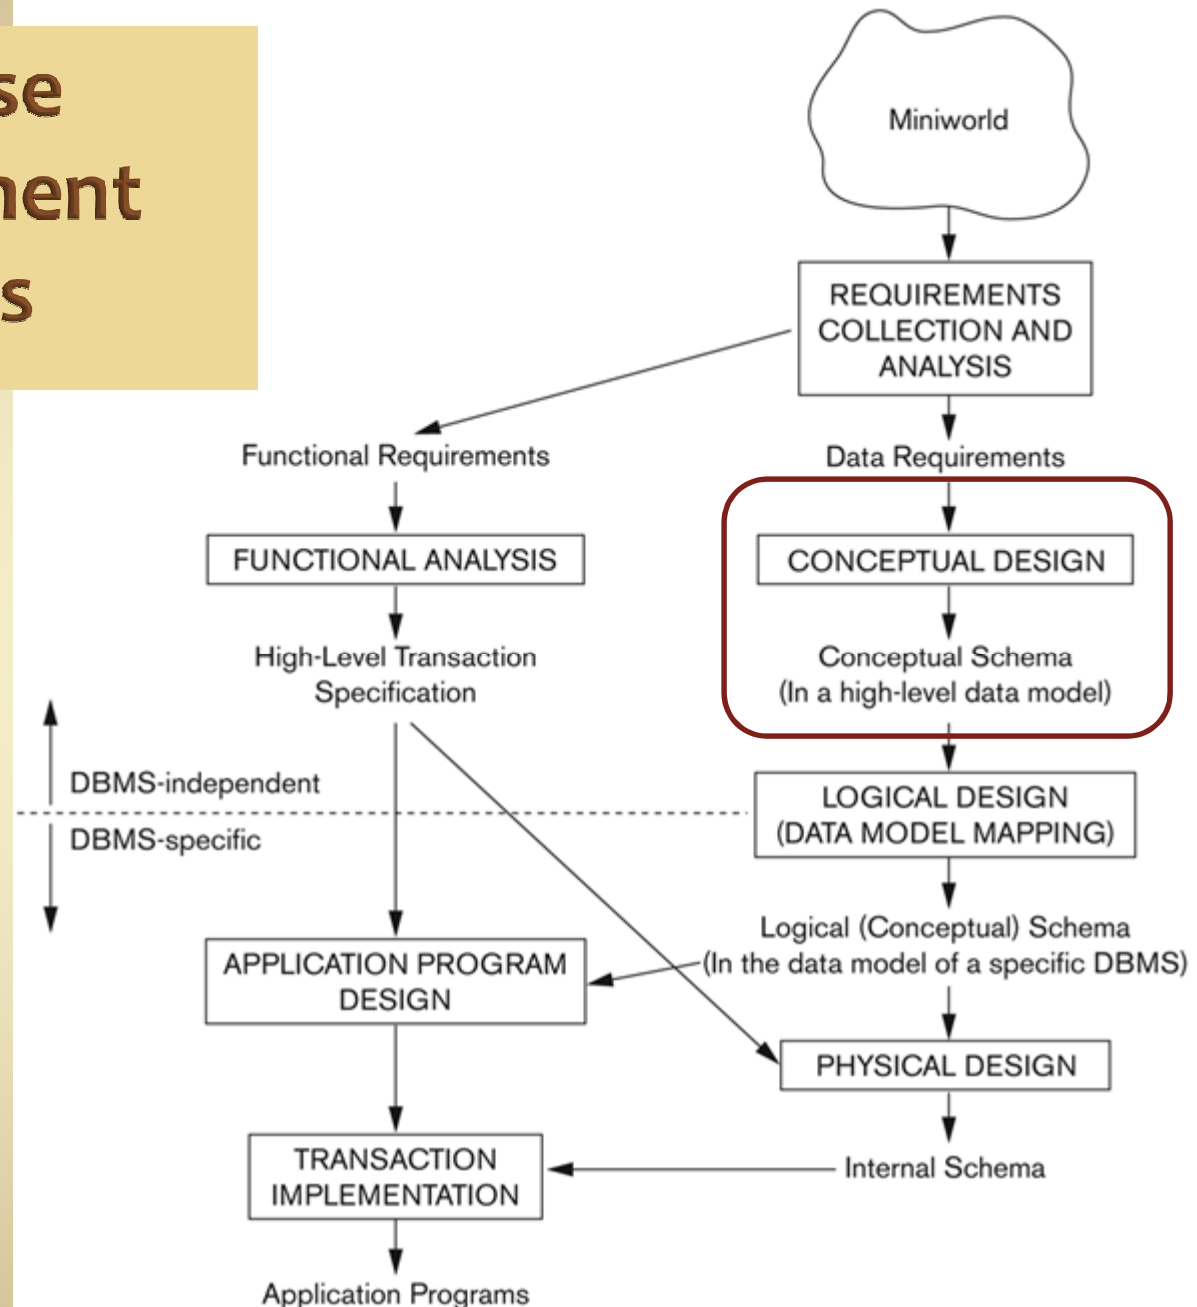 se
ment
s
Miniworld
REQUIREMENTS
COLLECTION AND
ANALYSIS
Functional Requirements
Data Requirements
FUNCTIONAL ANALYSIS
CONCEPTUAL DESIGN
High-Level Transaction
Specification
Conceptual Schema
(In a high-level data model)
DBMS-independent
DBMS-specific
LOGICAL DESIGN
(DATA MODEL MAPPING)
Logical (Conceptual) Schema
(In the data model of a specific DBMS)
APPLICATION PROGRAM
DESIGN
PHYSICAL DESIGN
TRANSACTION
IMPLEMENTATION
Internal Schema
Application Programs